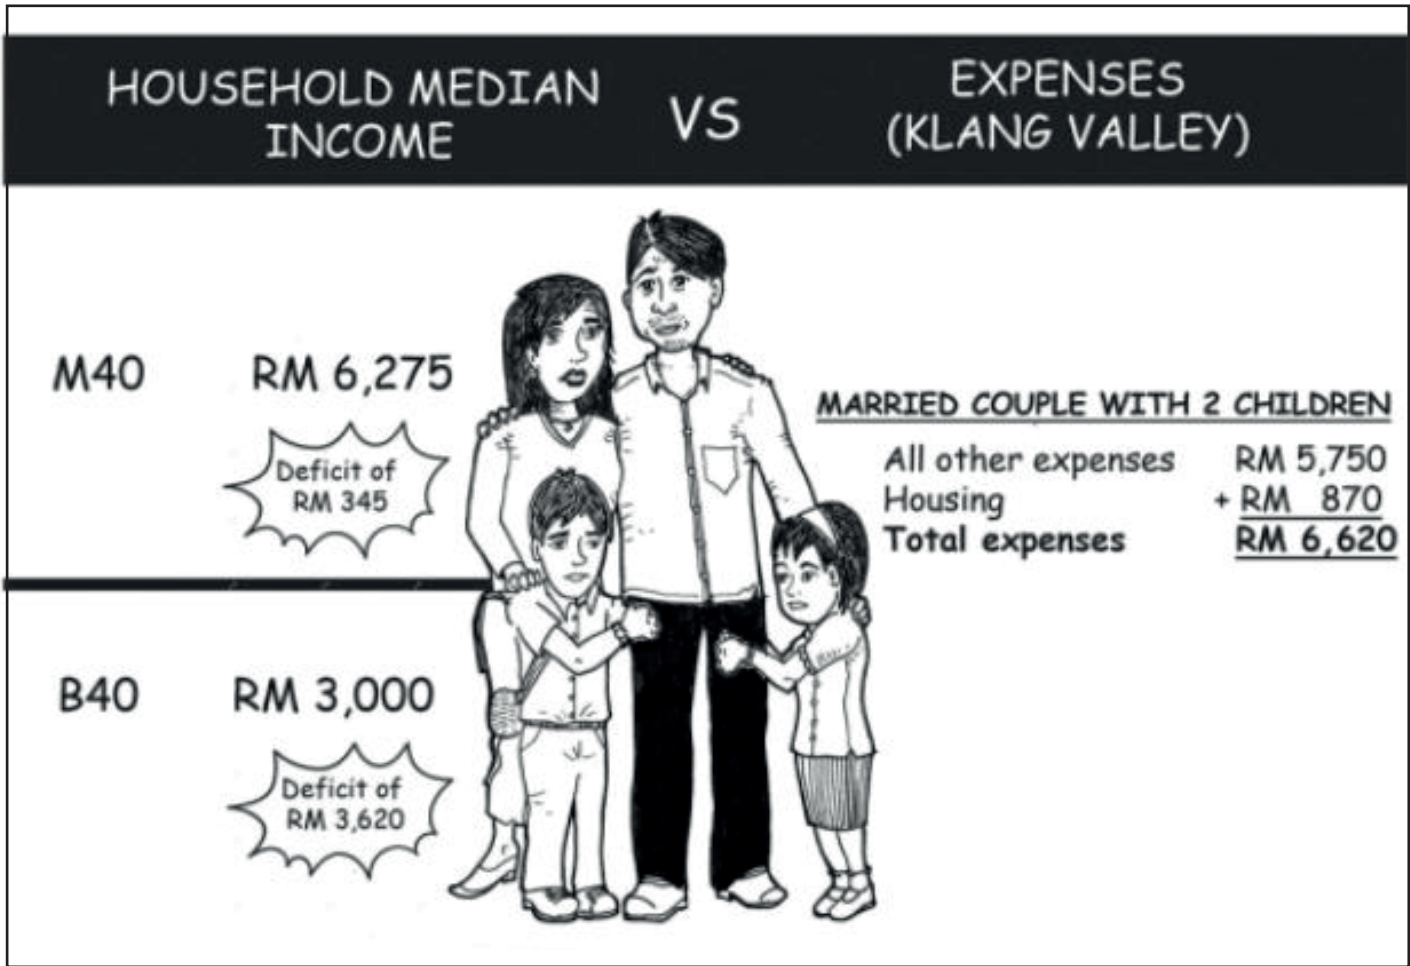 HOUSEHOLD MEDIAN
INCOME
VS
EXPENSES
(KLANG VALLEY)
M40 RM 6,275
Deficit of
RM 345
B40 RM 3,000
Deficit of
RM 3,620
MARRIED COUPLE WITH 2 CHILDREN
All other expenses RM 5,750
Housing + RM 870
Total expenses RM 6,620